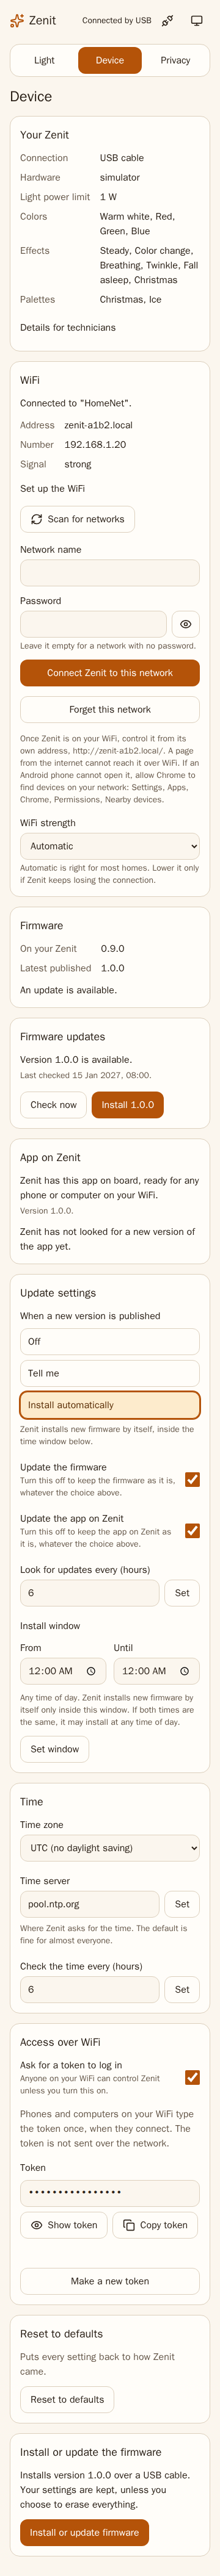 Zenit
Connected by USB
Light
Device
Privacy
Device
Your Zenit
Connection USB cable
Hardware simulator
Light power limit 1 W
Colors Warm white, Red,
Green, Blue
Effects Steady, Color change,
Breathing, Twinkle, Fall
asleep, Christmas
Palettes Christmas, Ice
Details for technicians
WiFi
Connected to "HomeNet".
Address zenit-a1b2.local
Number 192.168.1.20
Signal strong
Set up the WiFi
Scan for networks
Network name
Password
Leave it empty for a network with no password.
Connect Zenit to this network
Forget this network
Once Zenit is on your WiFi, control it from its
own address, http://zenit-a1b2.local/. A page
from the internet cannot reach it over WiFi. If an
Android phone cannot open it, allow Chrome to
find devices on your network: Settings, Apps,
Chrome, Permissions, Nearby devices.
WiFi strength
Automatic
Automatic is right for most homes. Lower it only
if Zenit keeps losing the connection.
Firmware
On your Zenit 0.9.0
Latest published 1.0.0
An update is available.
Firmware updates
Version 1.0.0 is available.
Last checked 15 Jan 2027, 08:00.
Check now
Install 1.0.0
App on Zenit
Zenit has this app on board, ready for any
phone or computer on your WiFi.
Version 1.0.0.
Zenit has not looked for a new version of
the app yet.
Update settings
When a new version is published
Off
Tell me
Install automatically
Zenit installs new firmware by itself, inside the
time window below.
Update the firmware
Turn this off to keep the firmware as it is,
whatever the choice above.
Update the app on Zenit
Turn this off to keep the app on Zenit as
it is, whatever the choice above.
Look for updates every (hours)
6
Set
Install window
From Until
12:00 AM 12:00 AM
Any time of day. Zenit installs new firmware by
itself only inside this window. If both times are
the same, it may install at any time of day.
Set window
Time
Time zone
UTC (no daylight saving)
Time server
pool.ntp.org
Set
Where Zenit asks for the time. The default is
fine for almost everyone.
Check the time every (hours)
6
Set
Access over WiFi
Ask for a token to log in
Anyone on your WiFi can control Zenit
unless you turn this on.
Phones and computers on your WiFi type
the token once, when they connect. The
token is not sent over the network.
Token
••••••••••••••••
Show token
Copy token
Make a new token
Reset to defaults
Puts every setting back to how Zenit
came.
Reset to defaults
Install or update the firmware
Installs version 1.0.0 over a USB cable.
Your settings are kept, unless you
choose to erase everything.
Install or update firmware